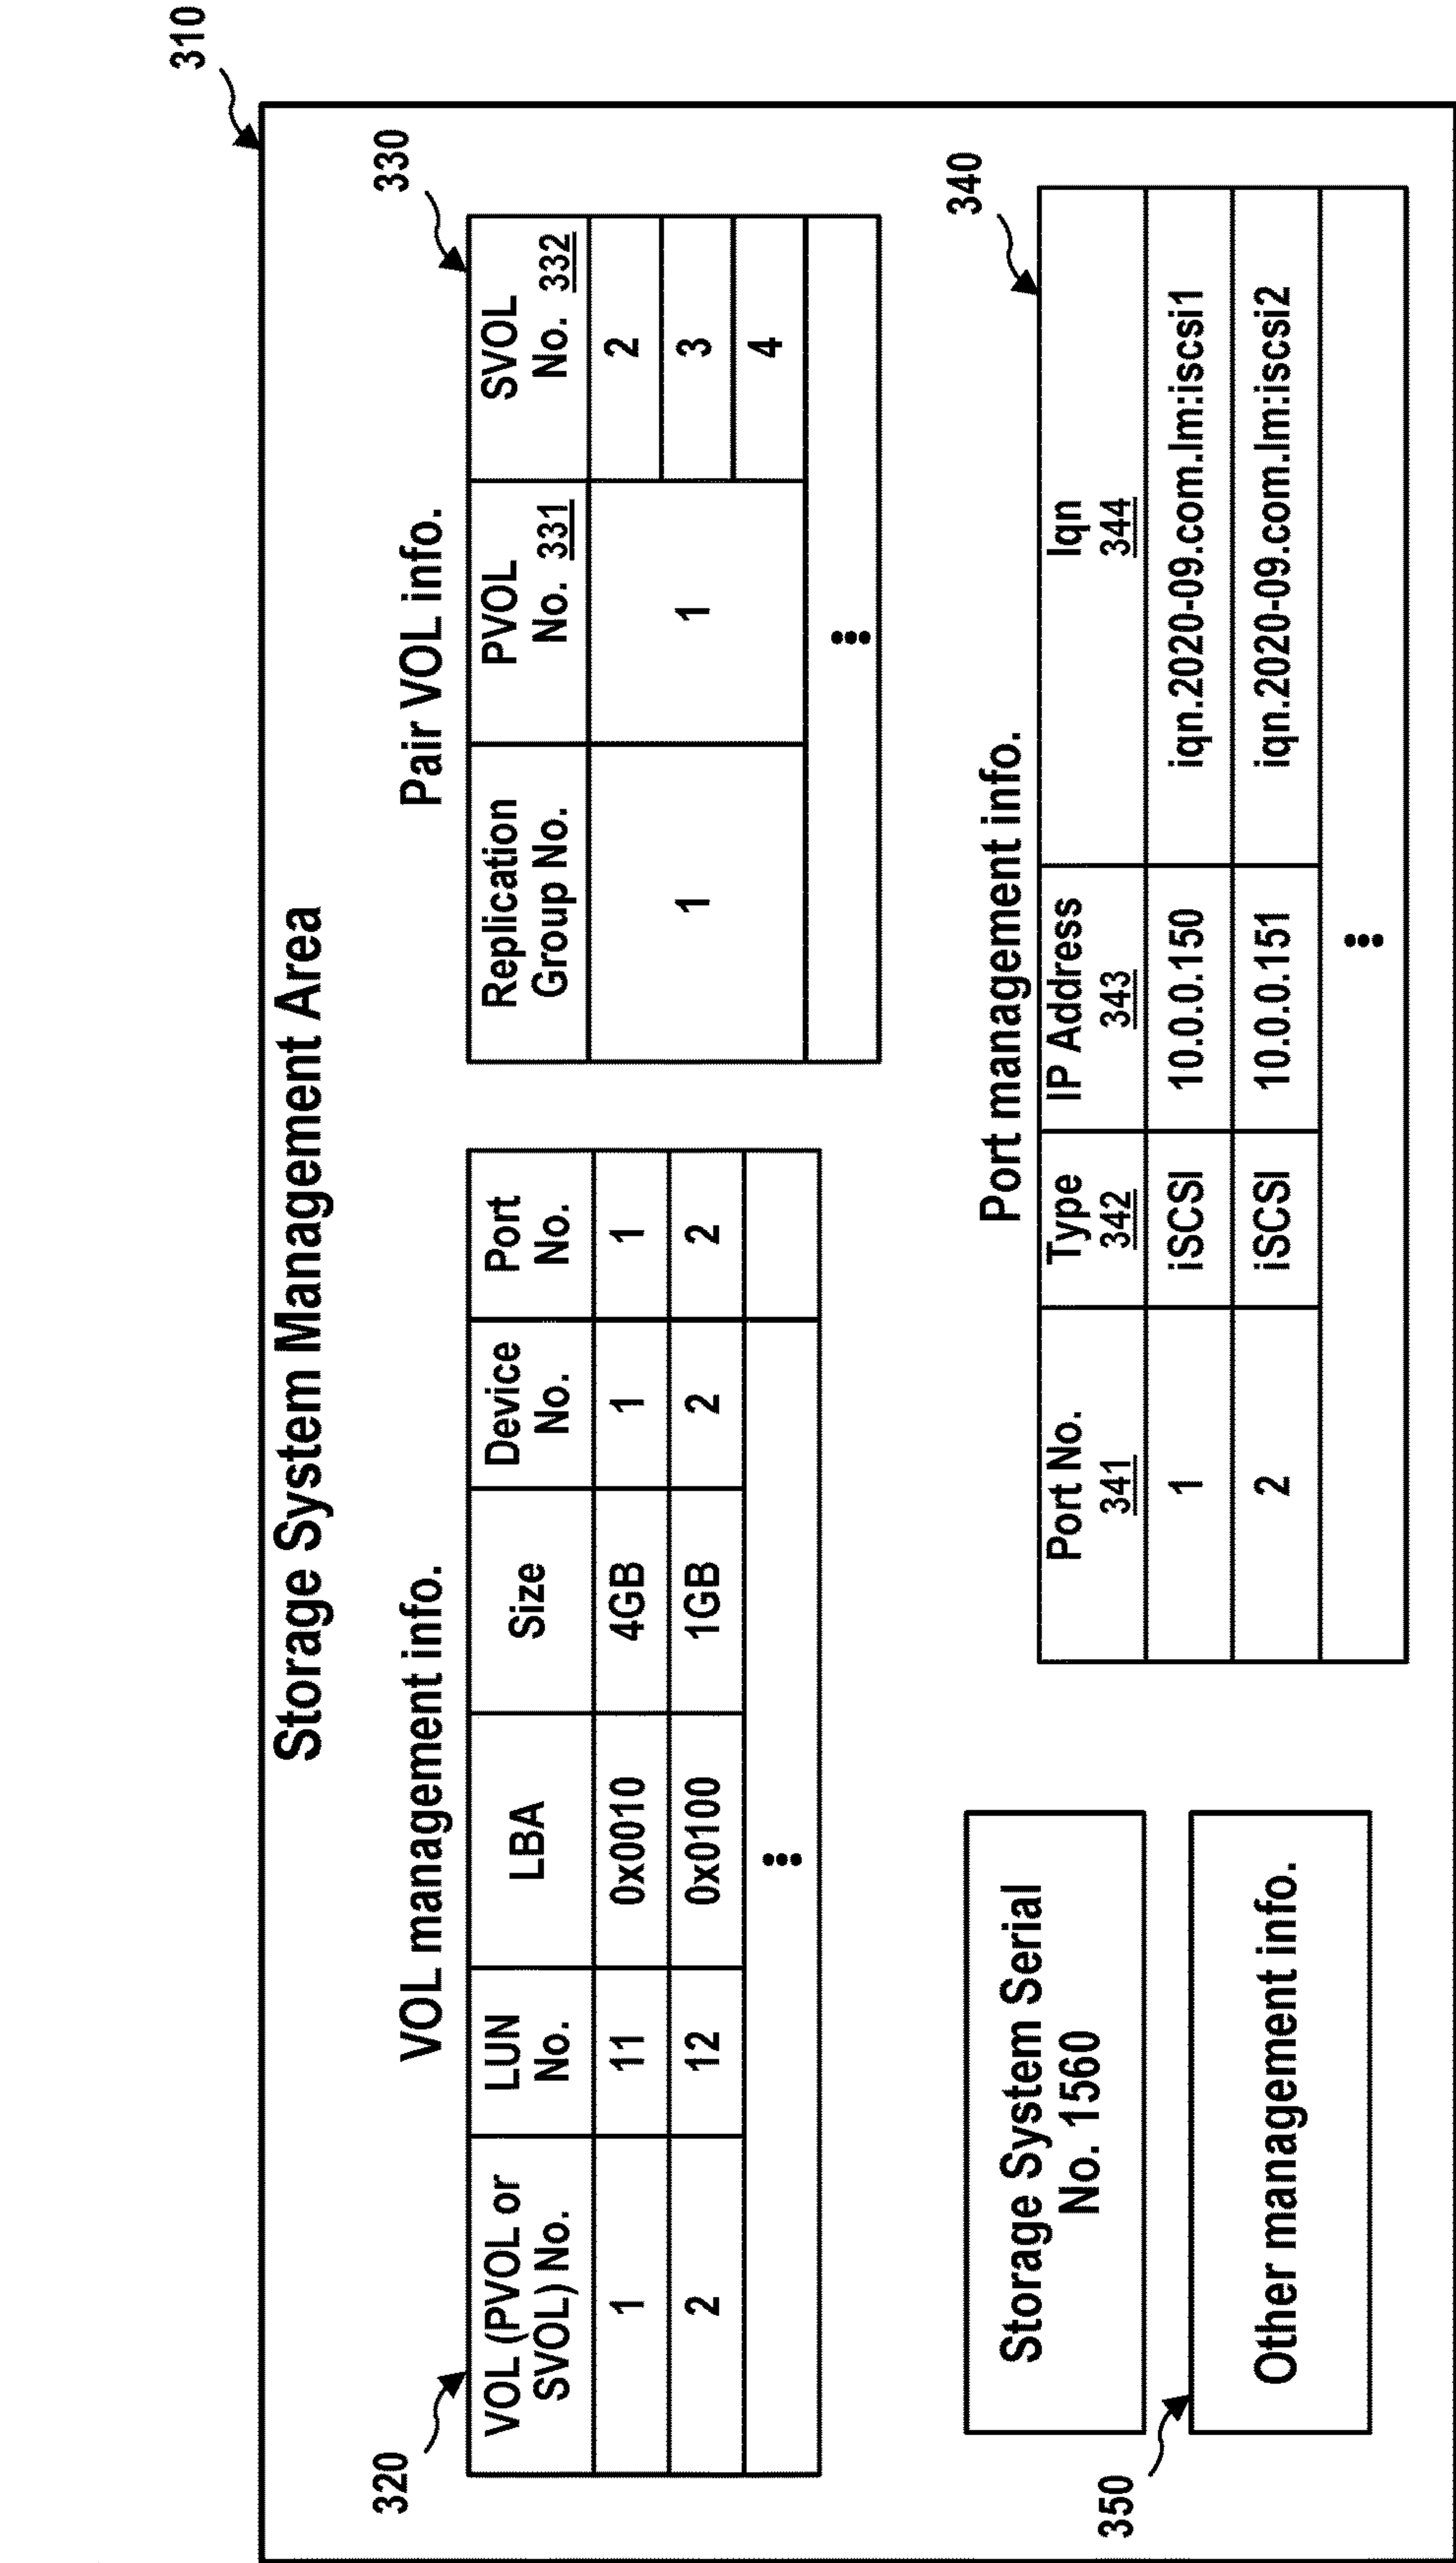 310
Storage System Management Area
VOL management info.
320
VOL (PVOL or
SVOL) No.
LUN
No.
LBA
Size
Device
No.
Port
No.
1
11
0x0010
4GB
1
1
2
12
0x0100
1GB
2
2
Pair VOL info.
330
Replication
Group No.
PVOL
No. 331
SVOL
No. 332
1
1
2
3
4
Storage System Serial
No. 1560
350
Other management info.
Port management info.
340
Port No.
341
Type
342
IP Address
343
Iqn
344
1
iSCSI
10.0.0.150
iqn.2020-09.com.lm:iscsi1
2
iSCSI
10.0.0.151
iqn.2020-09.com.lm:iscsi2